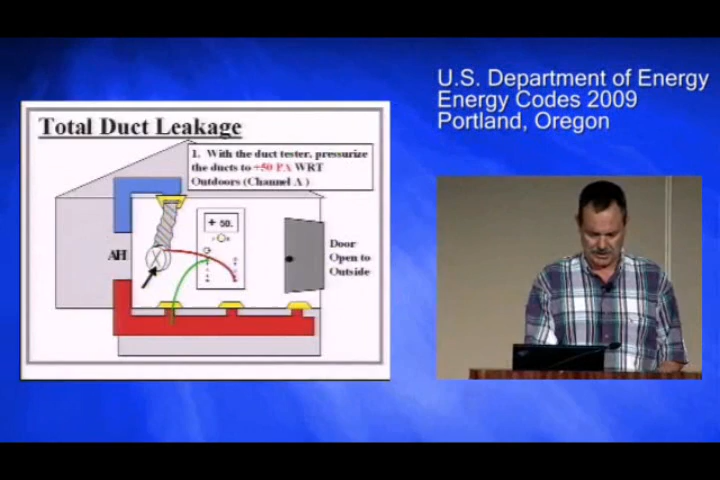 U.S. Department of Energy
Energy Codes 2009
Portland, Oregon
Total Duct Leakage
1. With the duct tester, pressurize
the ducts to +50 PA WRT
Outdoors (Channel A.)
+ 50.
AH
Door
Open to
Outside